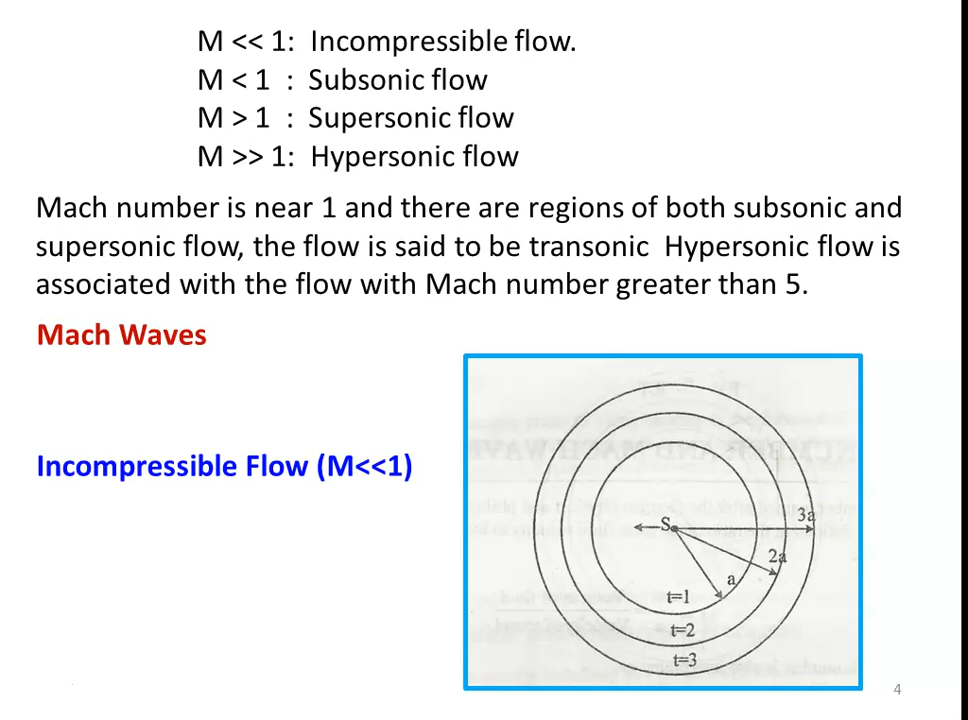 M << 1: Incompressible flow.
M < 1 : Subsonic flow
M > 1 : Supersonic flow
M >> 1: Hypersonic flow
Mach number is near 1 and there are regions of both subsonic and
supersonic flow, the flow is said to be transonic Hypersonic flow is
associated with the flow with Mach number greater than 5.
Mach Waves
Incompressible Flow (M<<1)
S
3a
2a
a
t=1
t=2
t=3
4